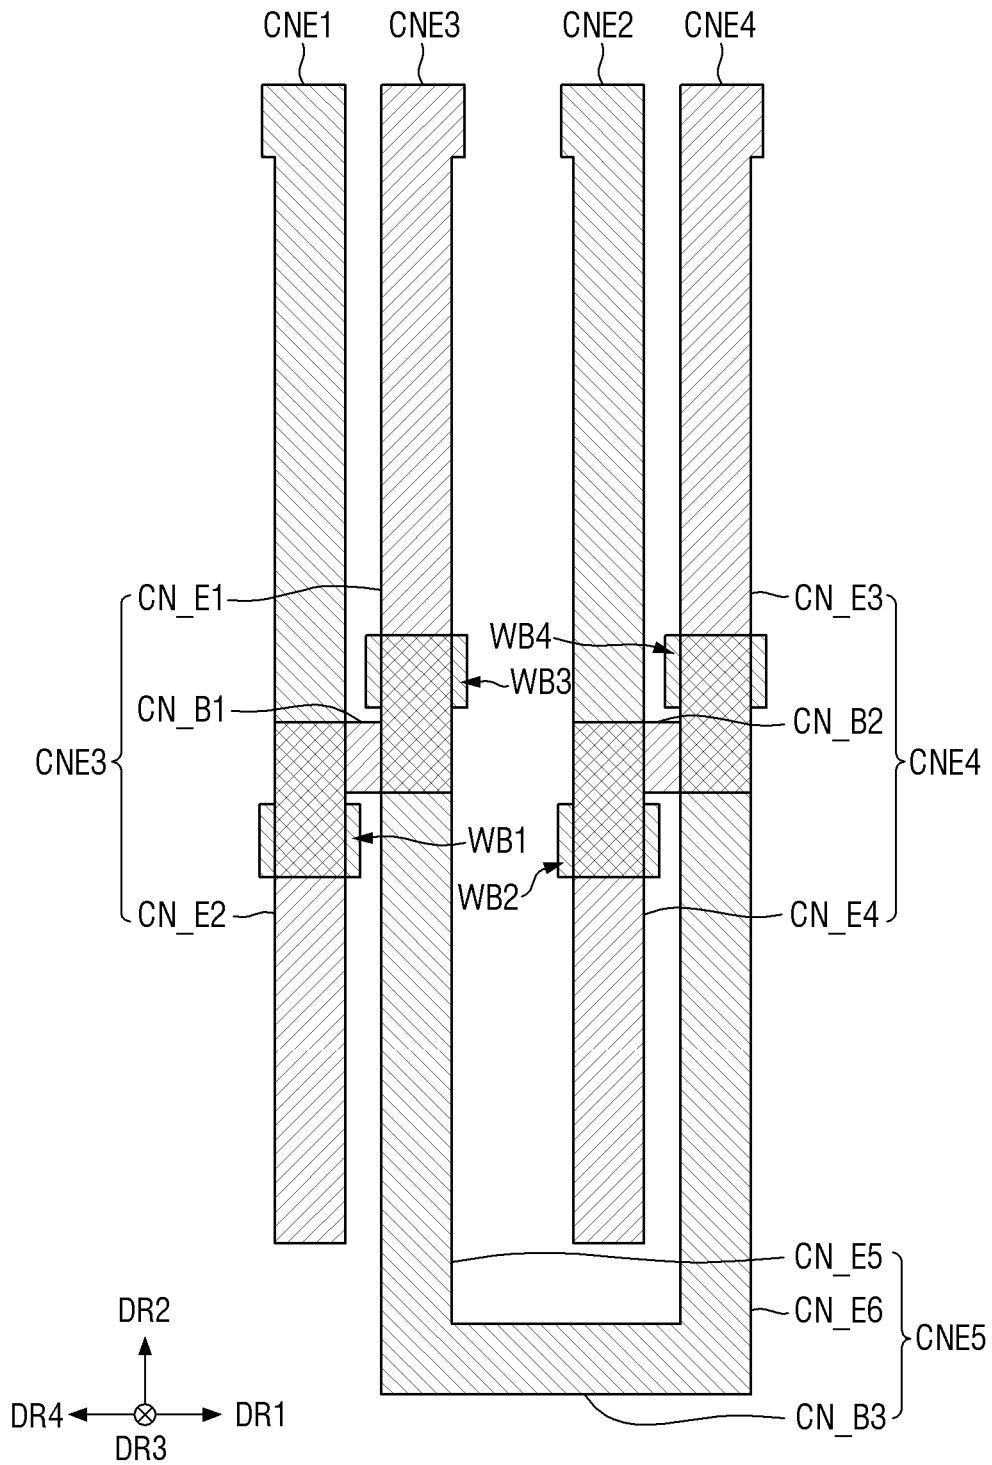 CNE1 CNE3 CNE2 CNE4
CN_E1 CN_E3
WB4
WB3
CN_B1 CN_B2
CNE3 CNE4
WB1
WB2
CN_E2 CN_E4
CN_E5
DR2 CN_E6
CNE5
DR4 DR1 CN_B3
DR3